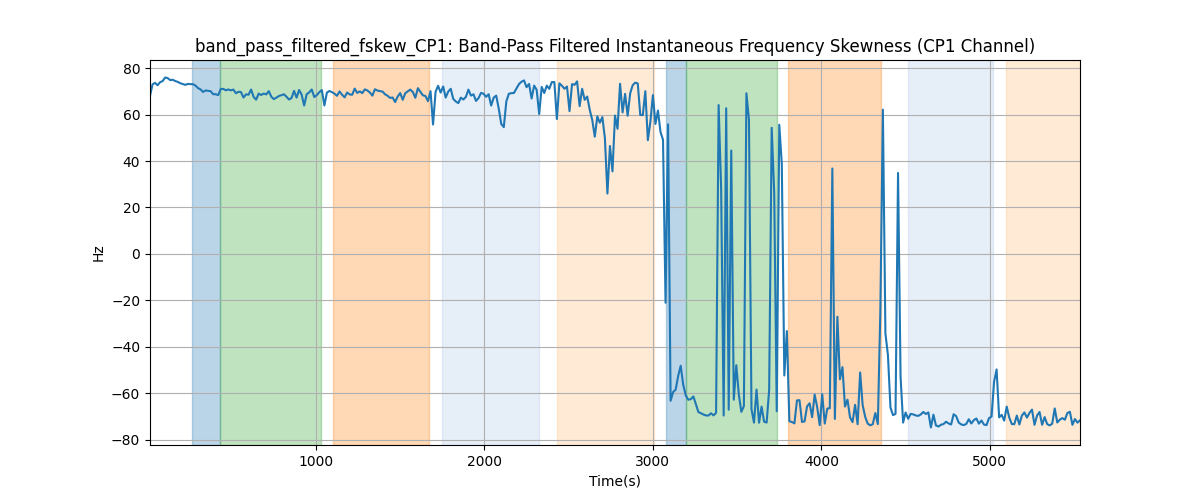 band_pass_filtered_fskew_CP1: Band-Pass Filtered Instantaneous Frequency Skewness (CP1 Channel)
80
60
40
20
0
−20
−40
−60
−80
Hz
1000 2000 3000 4000 5000
Time(s)